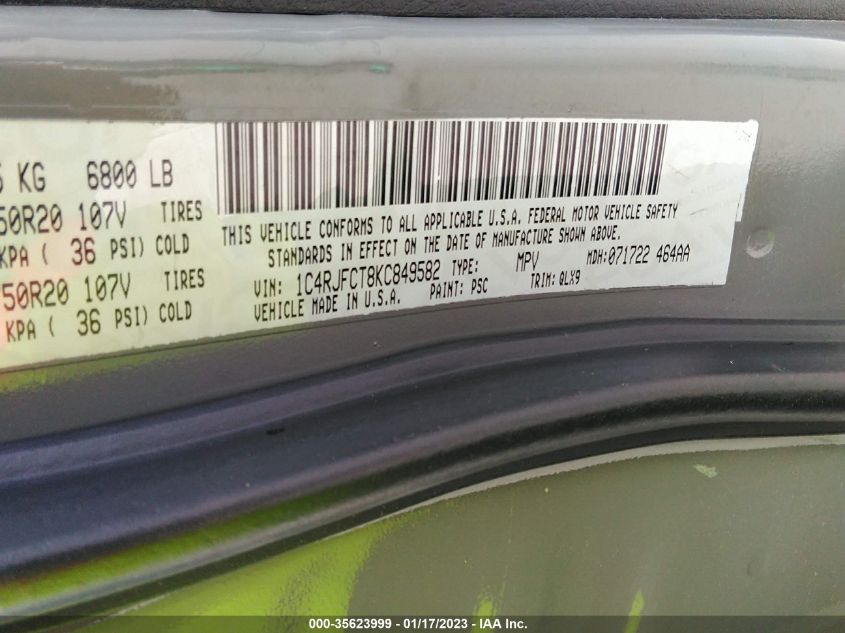 KG 6800 LB
50R20 107V TIRES
KPA ( 36 PSI) COLD
50R20 107V TIRES
KPA ( 36 PSI) COLD
THIS VEHICLE CONFORMS TO ALL APPLICABLE U.S.A. FEDERAL MOTOR VEHICLE SAFETY
STANDARDS IN EFFECT ON THE DATE OF MANUFACTURE SHOWN ABOVE.
VIN: 1C4RJFCT8KC849582 TYPE: MPV MDH:071722 464AA
VEHICLE MADE IN U.S.A. PAINT: PSC TRIM: QLX9
000-35623999 — 01/17/2023 — IAA Inc.